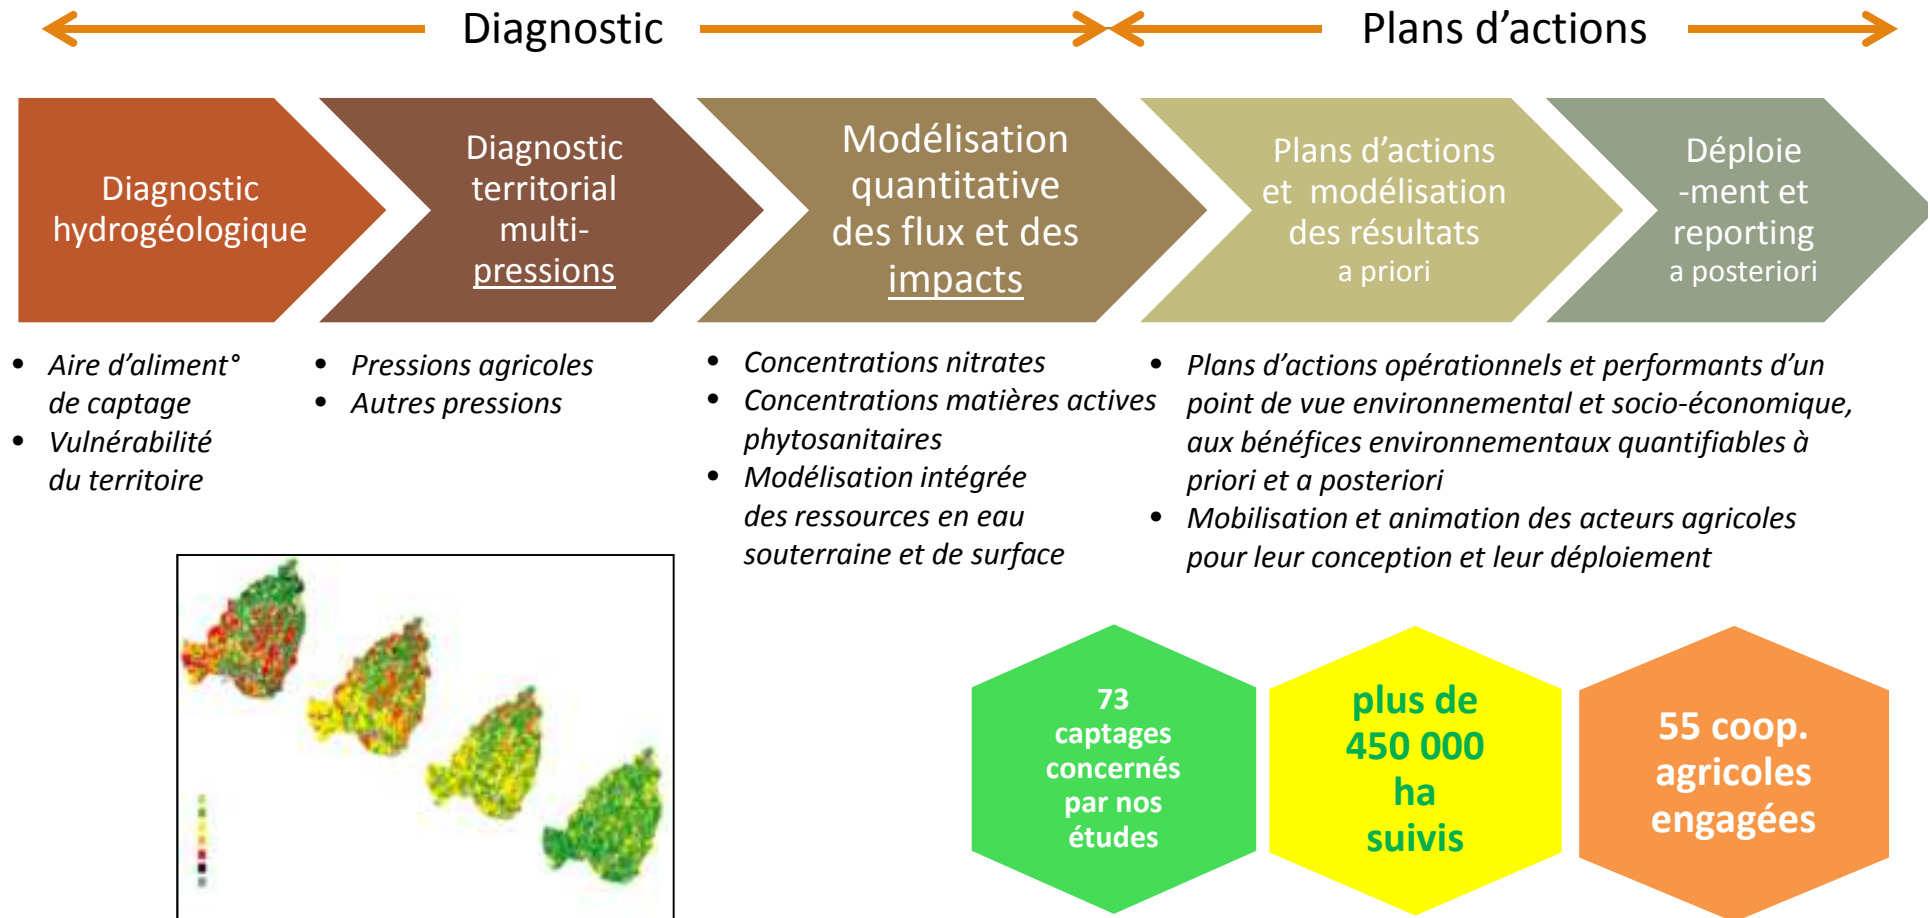 Diagnostic
Plans d’actions
Diagnostic
hydrogéologique
Diagnostic
territorial
multi-
pressions
Modélisation
quantitative
des flux et des
impacts
Plans d’actions
et modélisation
des résultats
a priori
Déploie
-ment et
reporting
a posteriori
• Aire d’aliment°
de captage
• Vulnérabilité
du territoire
• Pressions agricoles
• Autres pressions
• Concentrations nitrates
• Concentrations matières actives
phytosanitaires
• Modélisation intégrée
des ressources en eau
souterraine et de surface
• Plans d’actions opérationnels et performants d’un
point de vue environnemental et socio-économique,
aux bénéfices environnementaux quantifiables à
priori et a posteriori
• Mobilisation et animation des acteurs agricoles
pour leur conception et leur déploiement
73
captages
concernés
par nos
études
plus de
450 000
ha
suivis
55 coop.
agricoles
engagées